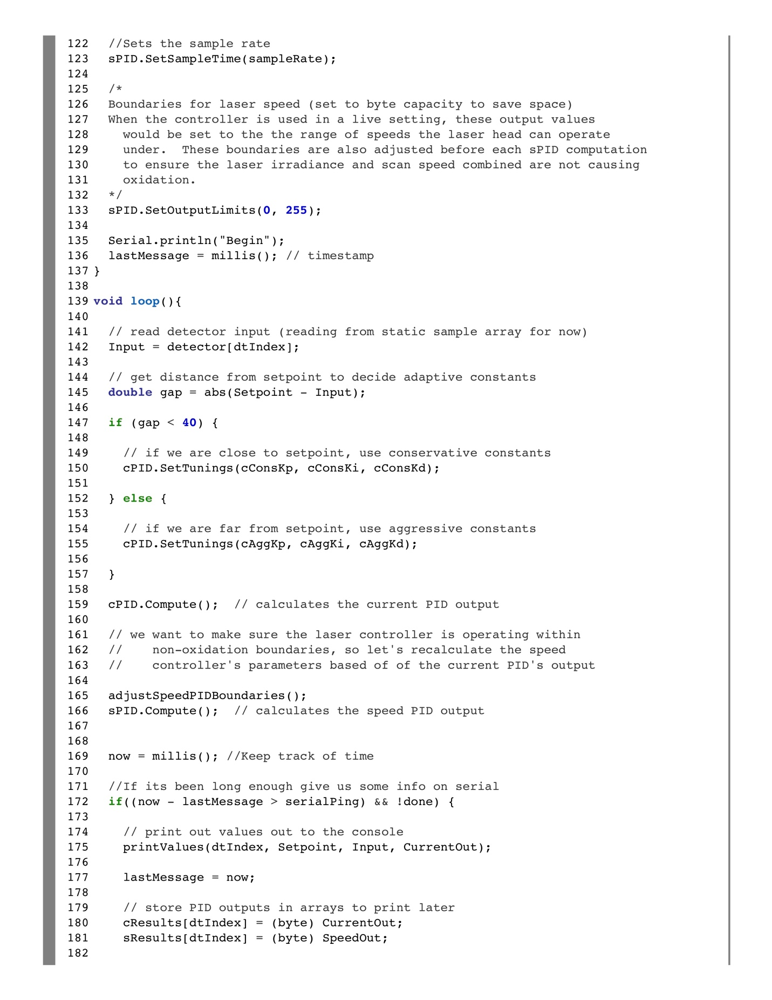 122   //Sets the sample rate
123   sPID.SetSampleTime(sampleRate);
124
125   /*
126   Boundaries for laser speed (set to byte capacity to save space)
127   When the controller is used in a live setting, these output values
128     would be set to the the range of speeds the laser head can operate
129     under.  These boundaries are also adjusted before each sPID computation
130     to ensure the laser irradiance and scan speed combined are not causing
131     oxidation.
132   */
133   sPID.SetOutputLimits(0, 255);
134
135   Serial.println("Begin");
136   lastMessage = millis(); // timestamp
137 }
138
139 void loop(){
140
141   // read detector input (reading from static sample array for now)
142   Input = detector[dtIndex];
143
144   // get distance from setpoint to decide adaptive constants
145   double gap = abs(Setpoint - Input);
146
147   if (gap < 40) {
148
149     // if we are close to setpoint, use conservative constants
150     cPID.SetTunings(cConsKp, cConsKi, cConsKd);
151
152   } else {
153
154     // if we are far from setpoint, use aggressive constants
155     cPID.SetTunings(cAggKp, cAggKi, cAggKd);
156
157   }
158
159   cPID.Compute();  // calculates the current PID output
160
161   // we want to make sure the laser controller is operating within
162   //    non-oxidation boundaries, so let's recalculate the speed
163   //    controller's parameters based of of the current PID's output
164
165   adjustSpeedPIDBoundaries();
166   sPID.Compute();  // calculates the speed PID output
167
168
169   now = millis(); //Keep track of time
170
171   //If its been long enough give us some info on serial
172   if((now - lastMessage > serialPing) && !done) {
173
174     // print out values out to the console
175     printValues(dtIndex, Setpoint, Input, CurrentOut);
176
177     lastMessage = now;
178
179     // store PID outputs in arrays to print later
180     cResults[dtIndex] = (byte) CurrentOut;
181     sResults[dtIndex] = (byte) SpeedOut;
182